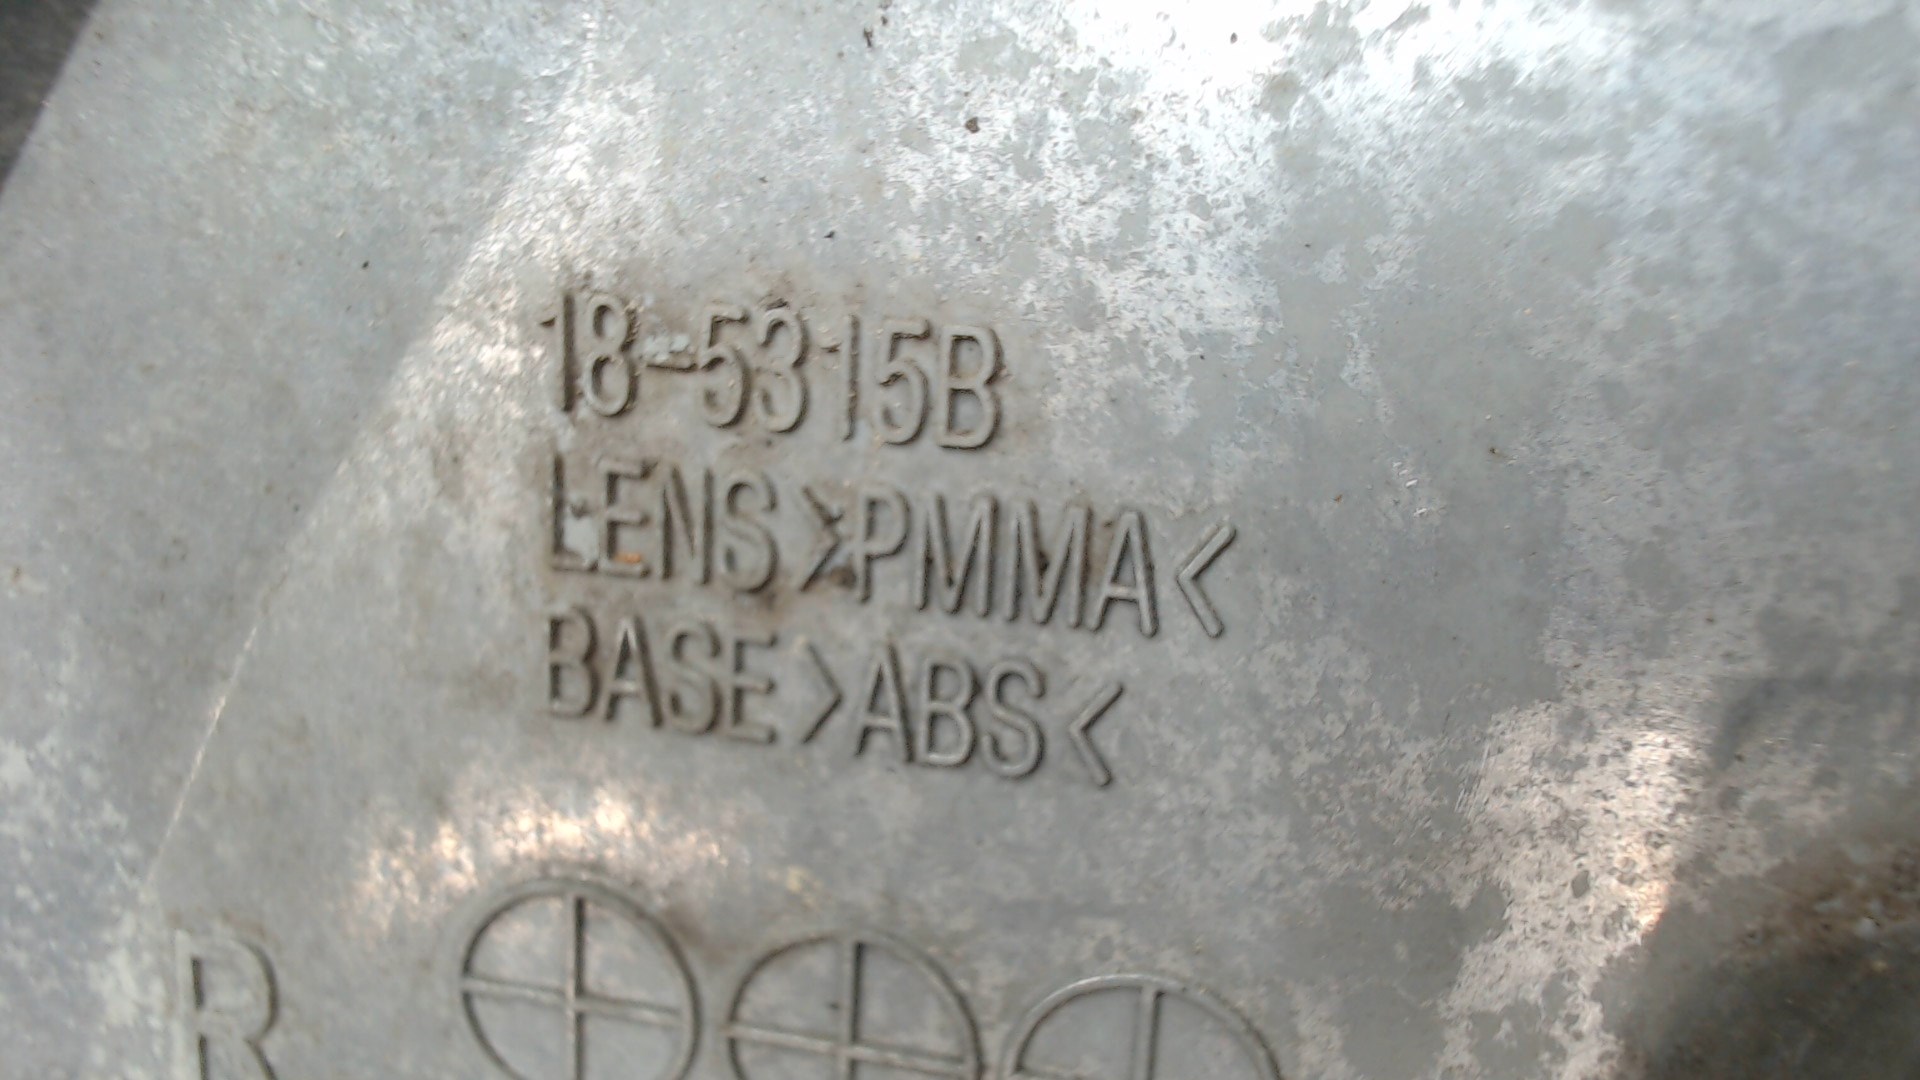 18-5315B
LENS>PMMA<
BASE>ABS<
R